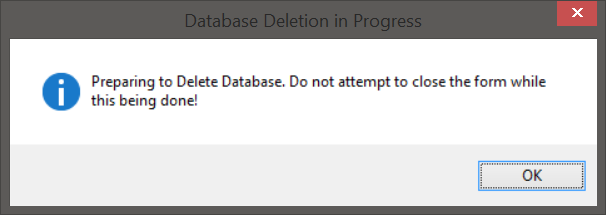 Database Deletion in Progress
Preparing to Delete Database. Do not attempt to close the form while
this being done!
OK